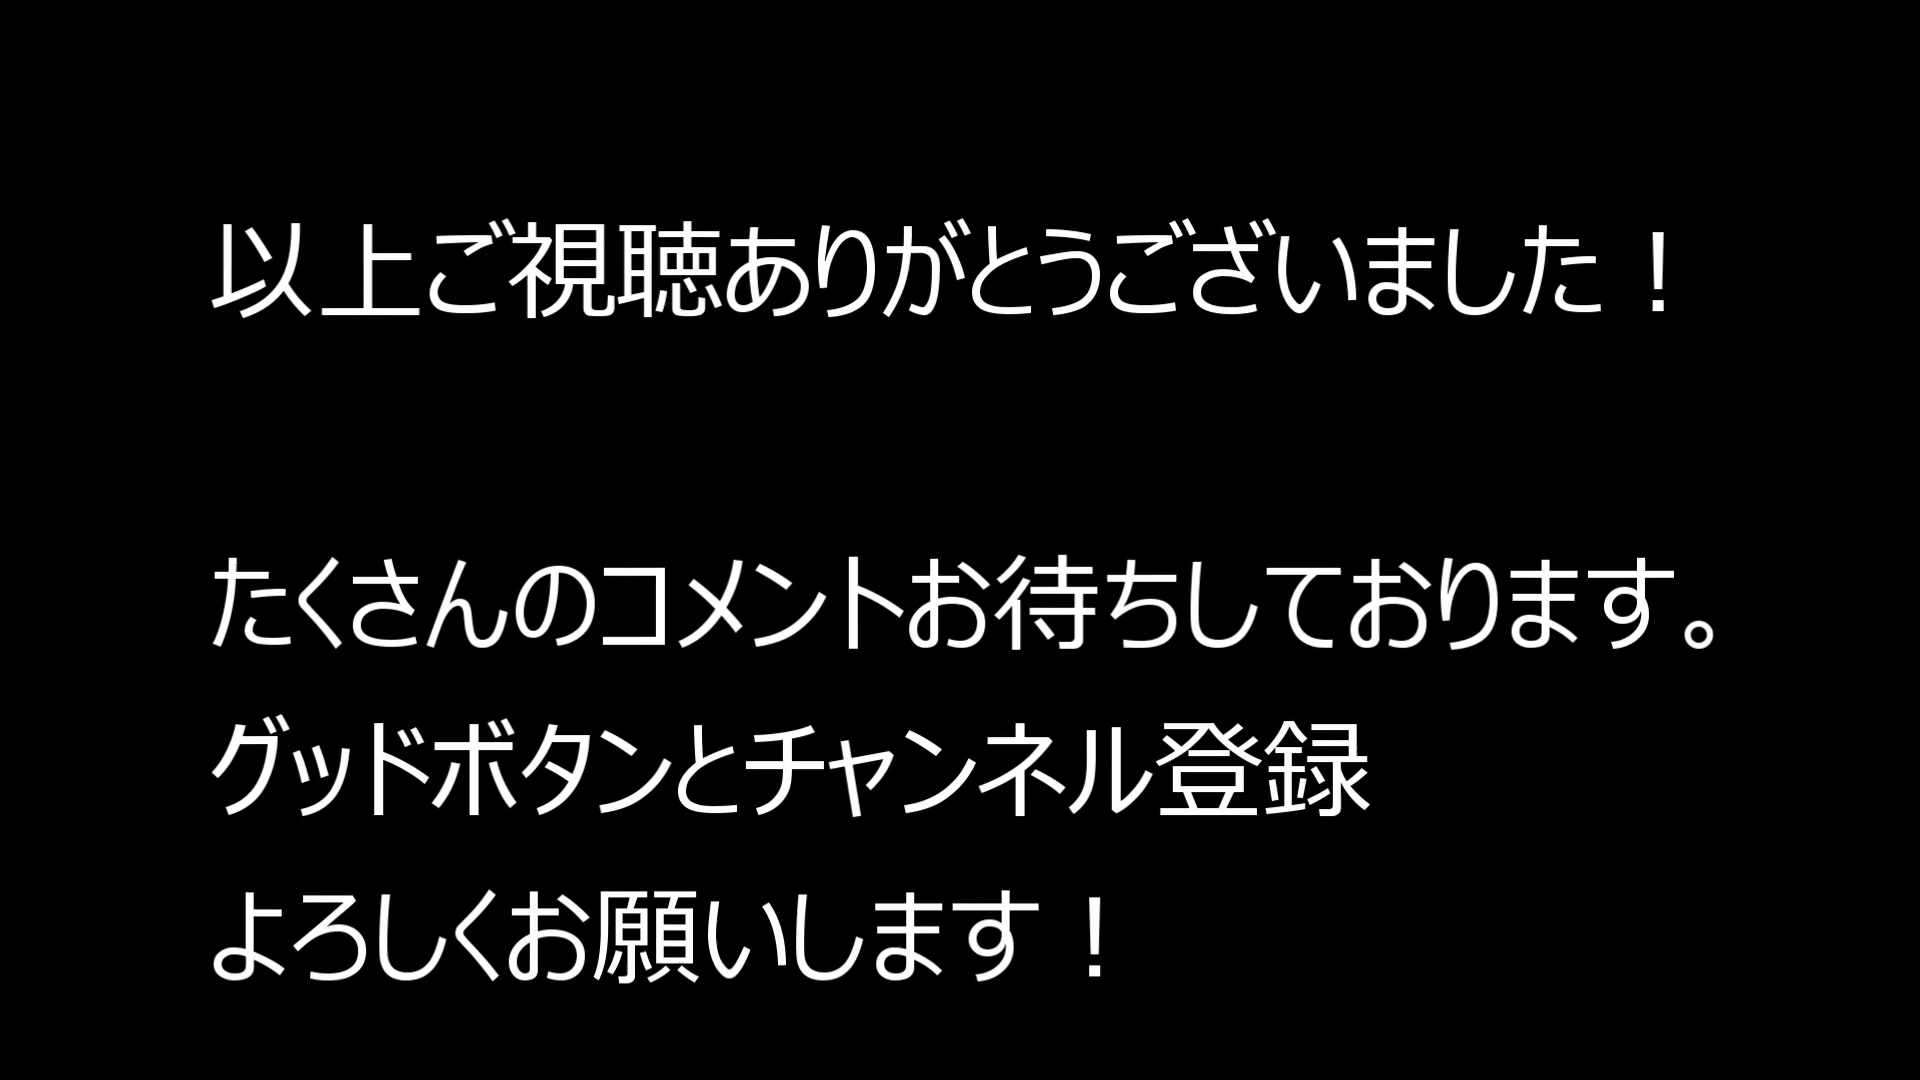 以上ご視聴ありがとうございました！
たくさんのコメントお待ちしております。
グッドボタンとチャンネル登録
よろしくお願いします！